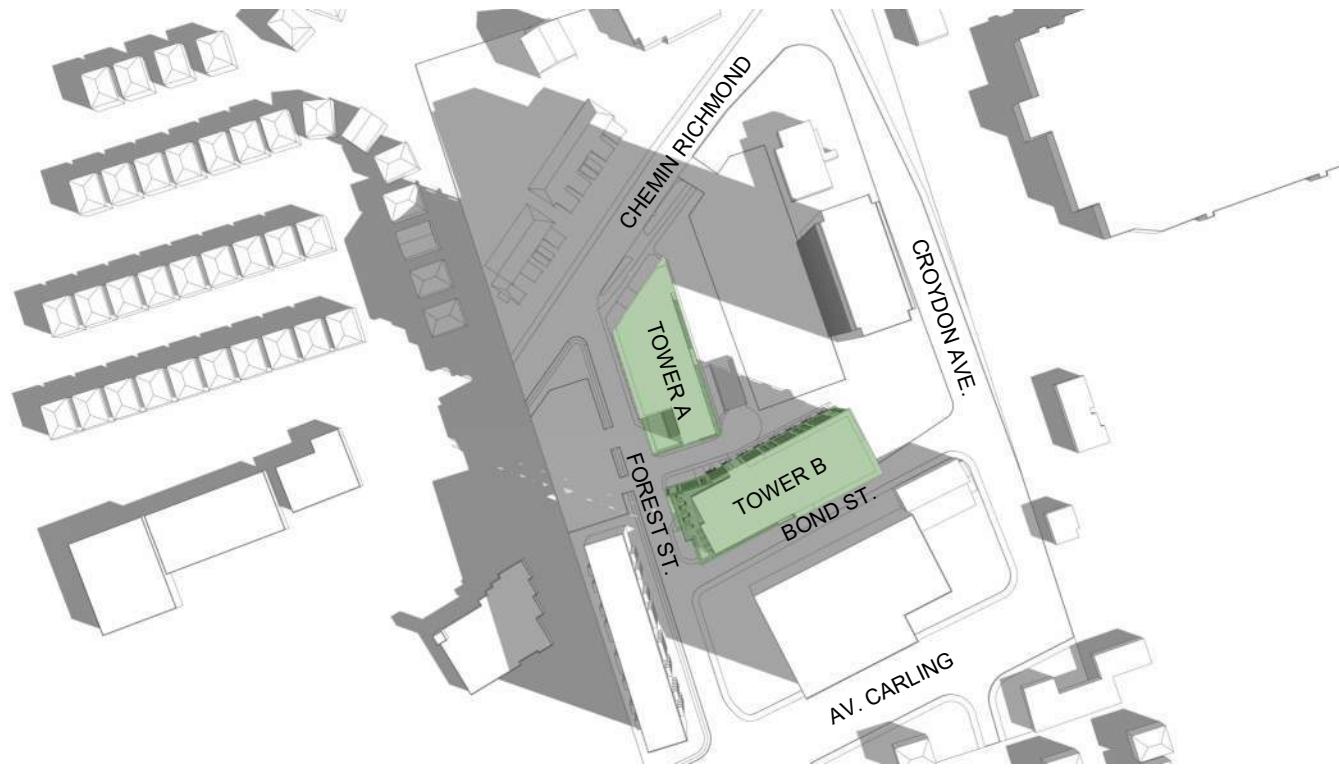 CHEMIN RICHMOND
CROYDON AVE.
TOWER A
TOWER B
FOREST ST.
BOND ST.
AV. CARLING